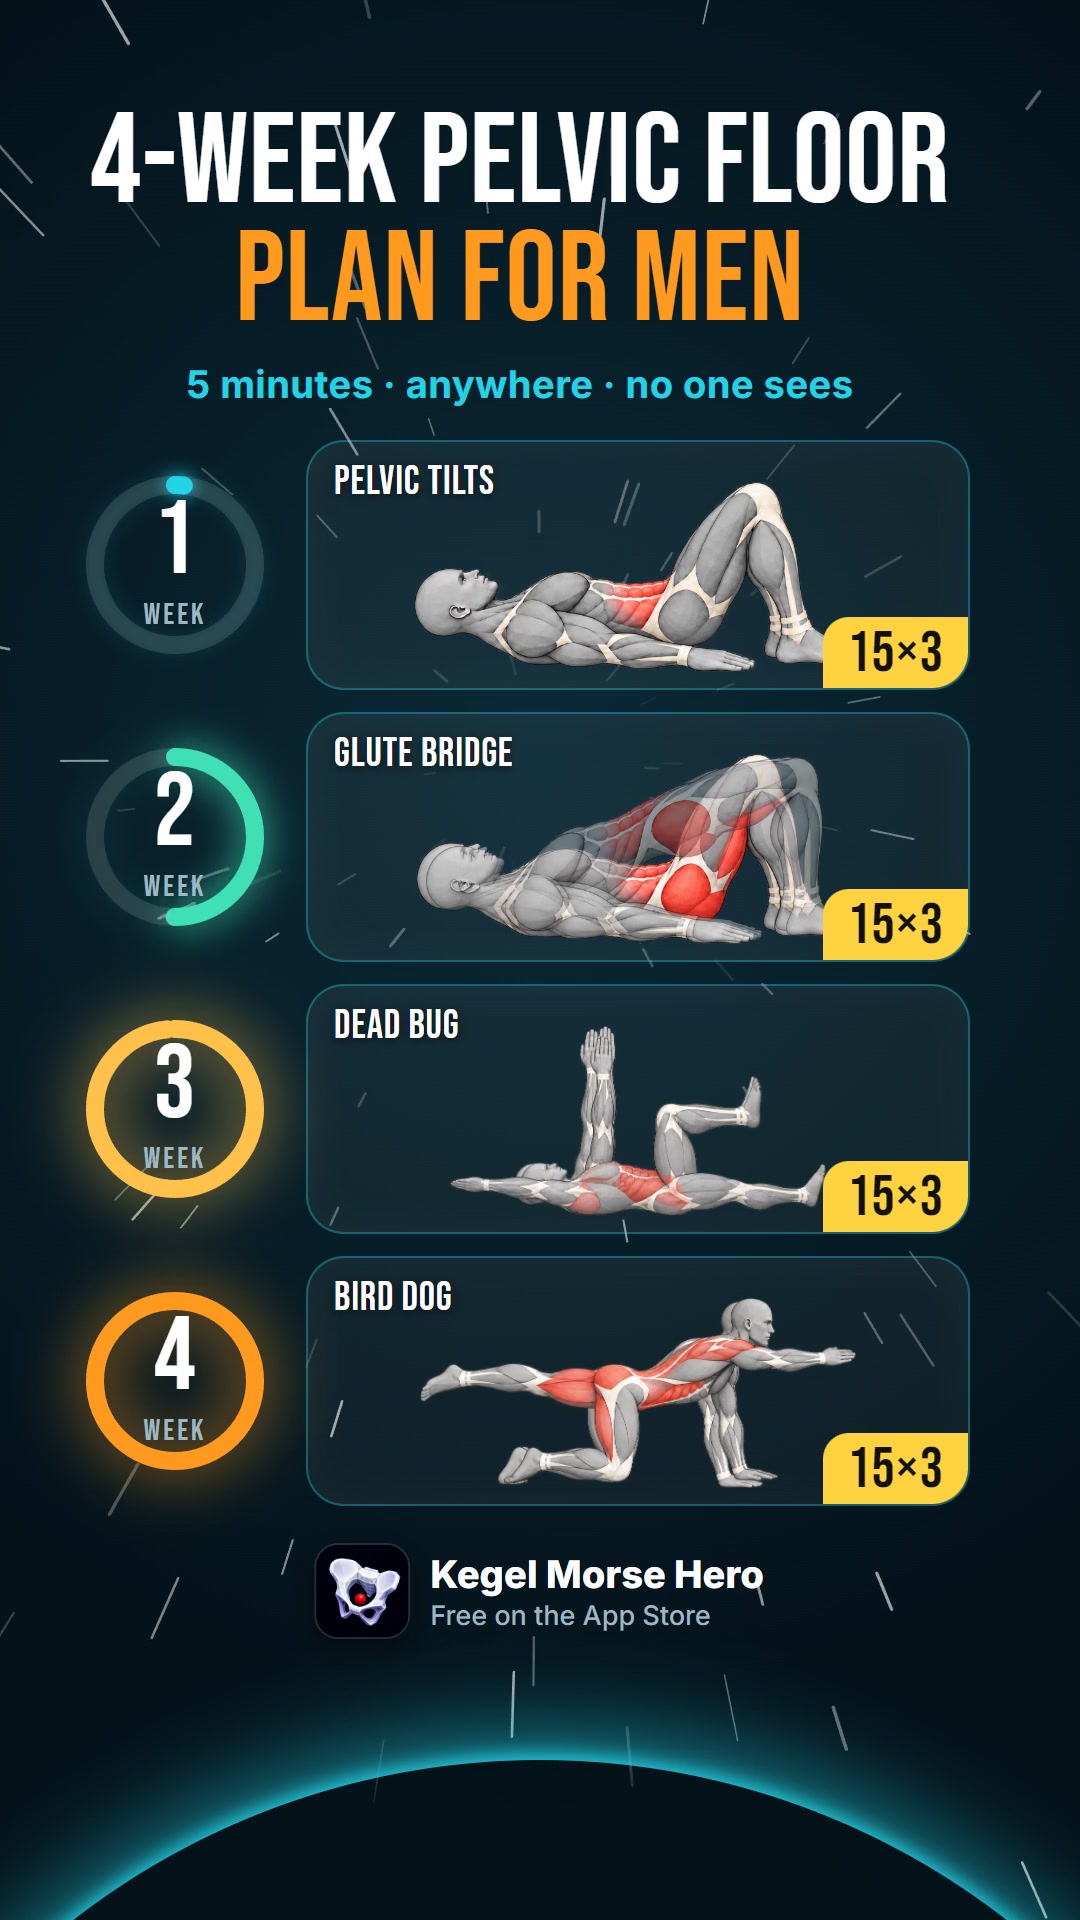 4-WEEK PELVIC FLOOR
PLAN FOR MEN
5 minutes · anywhere · no one sees
1
WEEK
PELVIC TILTS
15×3
2
WEEK
GLUTE BRIDGE
15×3
3
WEEK
DEAD BUG
15×3
4
WEEK
BIRD DOG
15×3
Kegel Morse Hero
Free on the App Store